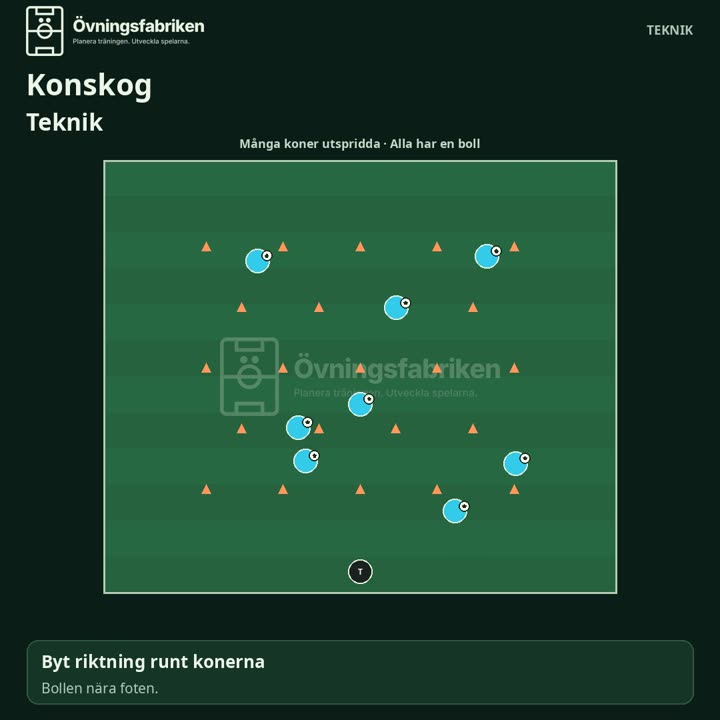 Övningsfabriken
Planera träningen. Utveckla spelarna.
TEKNIK
Konskog
Teknik
Många koner utspridda · Alla har en boll
Övningsfabriken
Planera träningen. Utveckla spelarna.
T
Byt riktning runt konerna
Bollen nära foten.